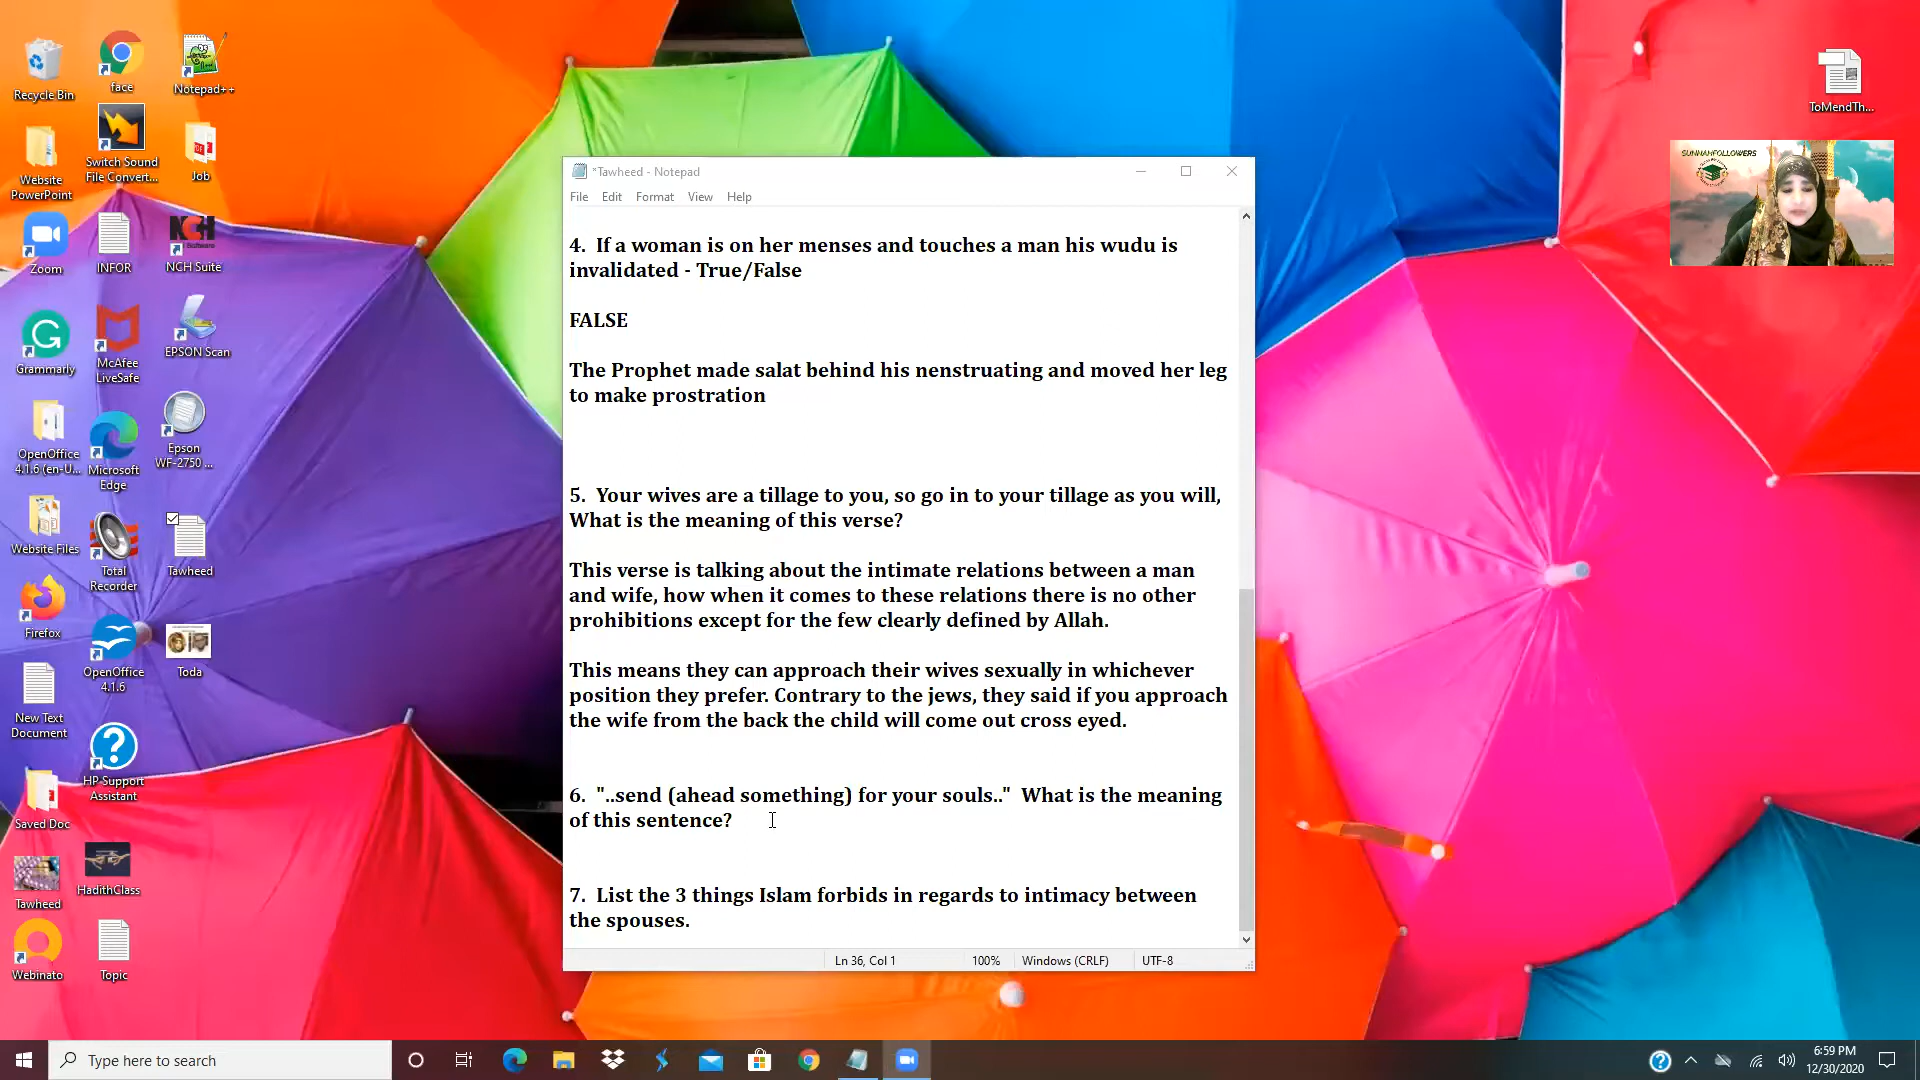 Recycle Bin
face
Notepad++
ToMendTh...
Website
PowerPoint
Switch Sound
File Convert...
Job
SUNNAHFOLLOWERS
Zoom
INFOR
NCH
Software
NCH Suite
Grammarly
McAfee
LiveSafe
EPSON Scan
OpenOffice
4.1.6 (en-U...
Microsoft
Edge
Epson
WF-2750 ...
Website Files
Total
Recorder
Tawheed
Firefox
OpenOffice
4.1.6
Toda
New Text
Document
HP Support
Assistant
Saved Doc
Tawheed
HadithClass
Webinato
Topic
*Tawheed - Notepad
File Edit Format View Help
4. If a woman is on her menses and touches a man his wudu is
invalidated - True/False
FALSE
The Prophet made salat behind his nenstruating and moved her leg
to make prostration
5. Your wives are a tillage to you, so go in to your tillage as you will,
What is the meaning of this verse?
This verse is talking about the intimate relations between a man
and wife, how when it comes to these relations there is no other
prohibitions except for the few clearly defined by Allah.
This means they can approach their wives sexually in whichever
position they prefer. Contrary to the jews, they said if you approach
the wife from the back the child will come out cross eyed.
6. "..send (ahead something) for your souls.." What is the meaning
of this sentence?
7. List the 3 things Islam forbids in regards to intimacy between
the spouses.
Ln 36, Col 1 100% Windows (CRLF) UTF-8
Type here to search
6:59 PM
12/30/2020